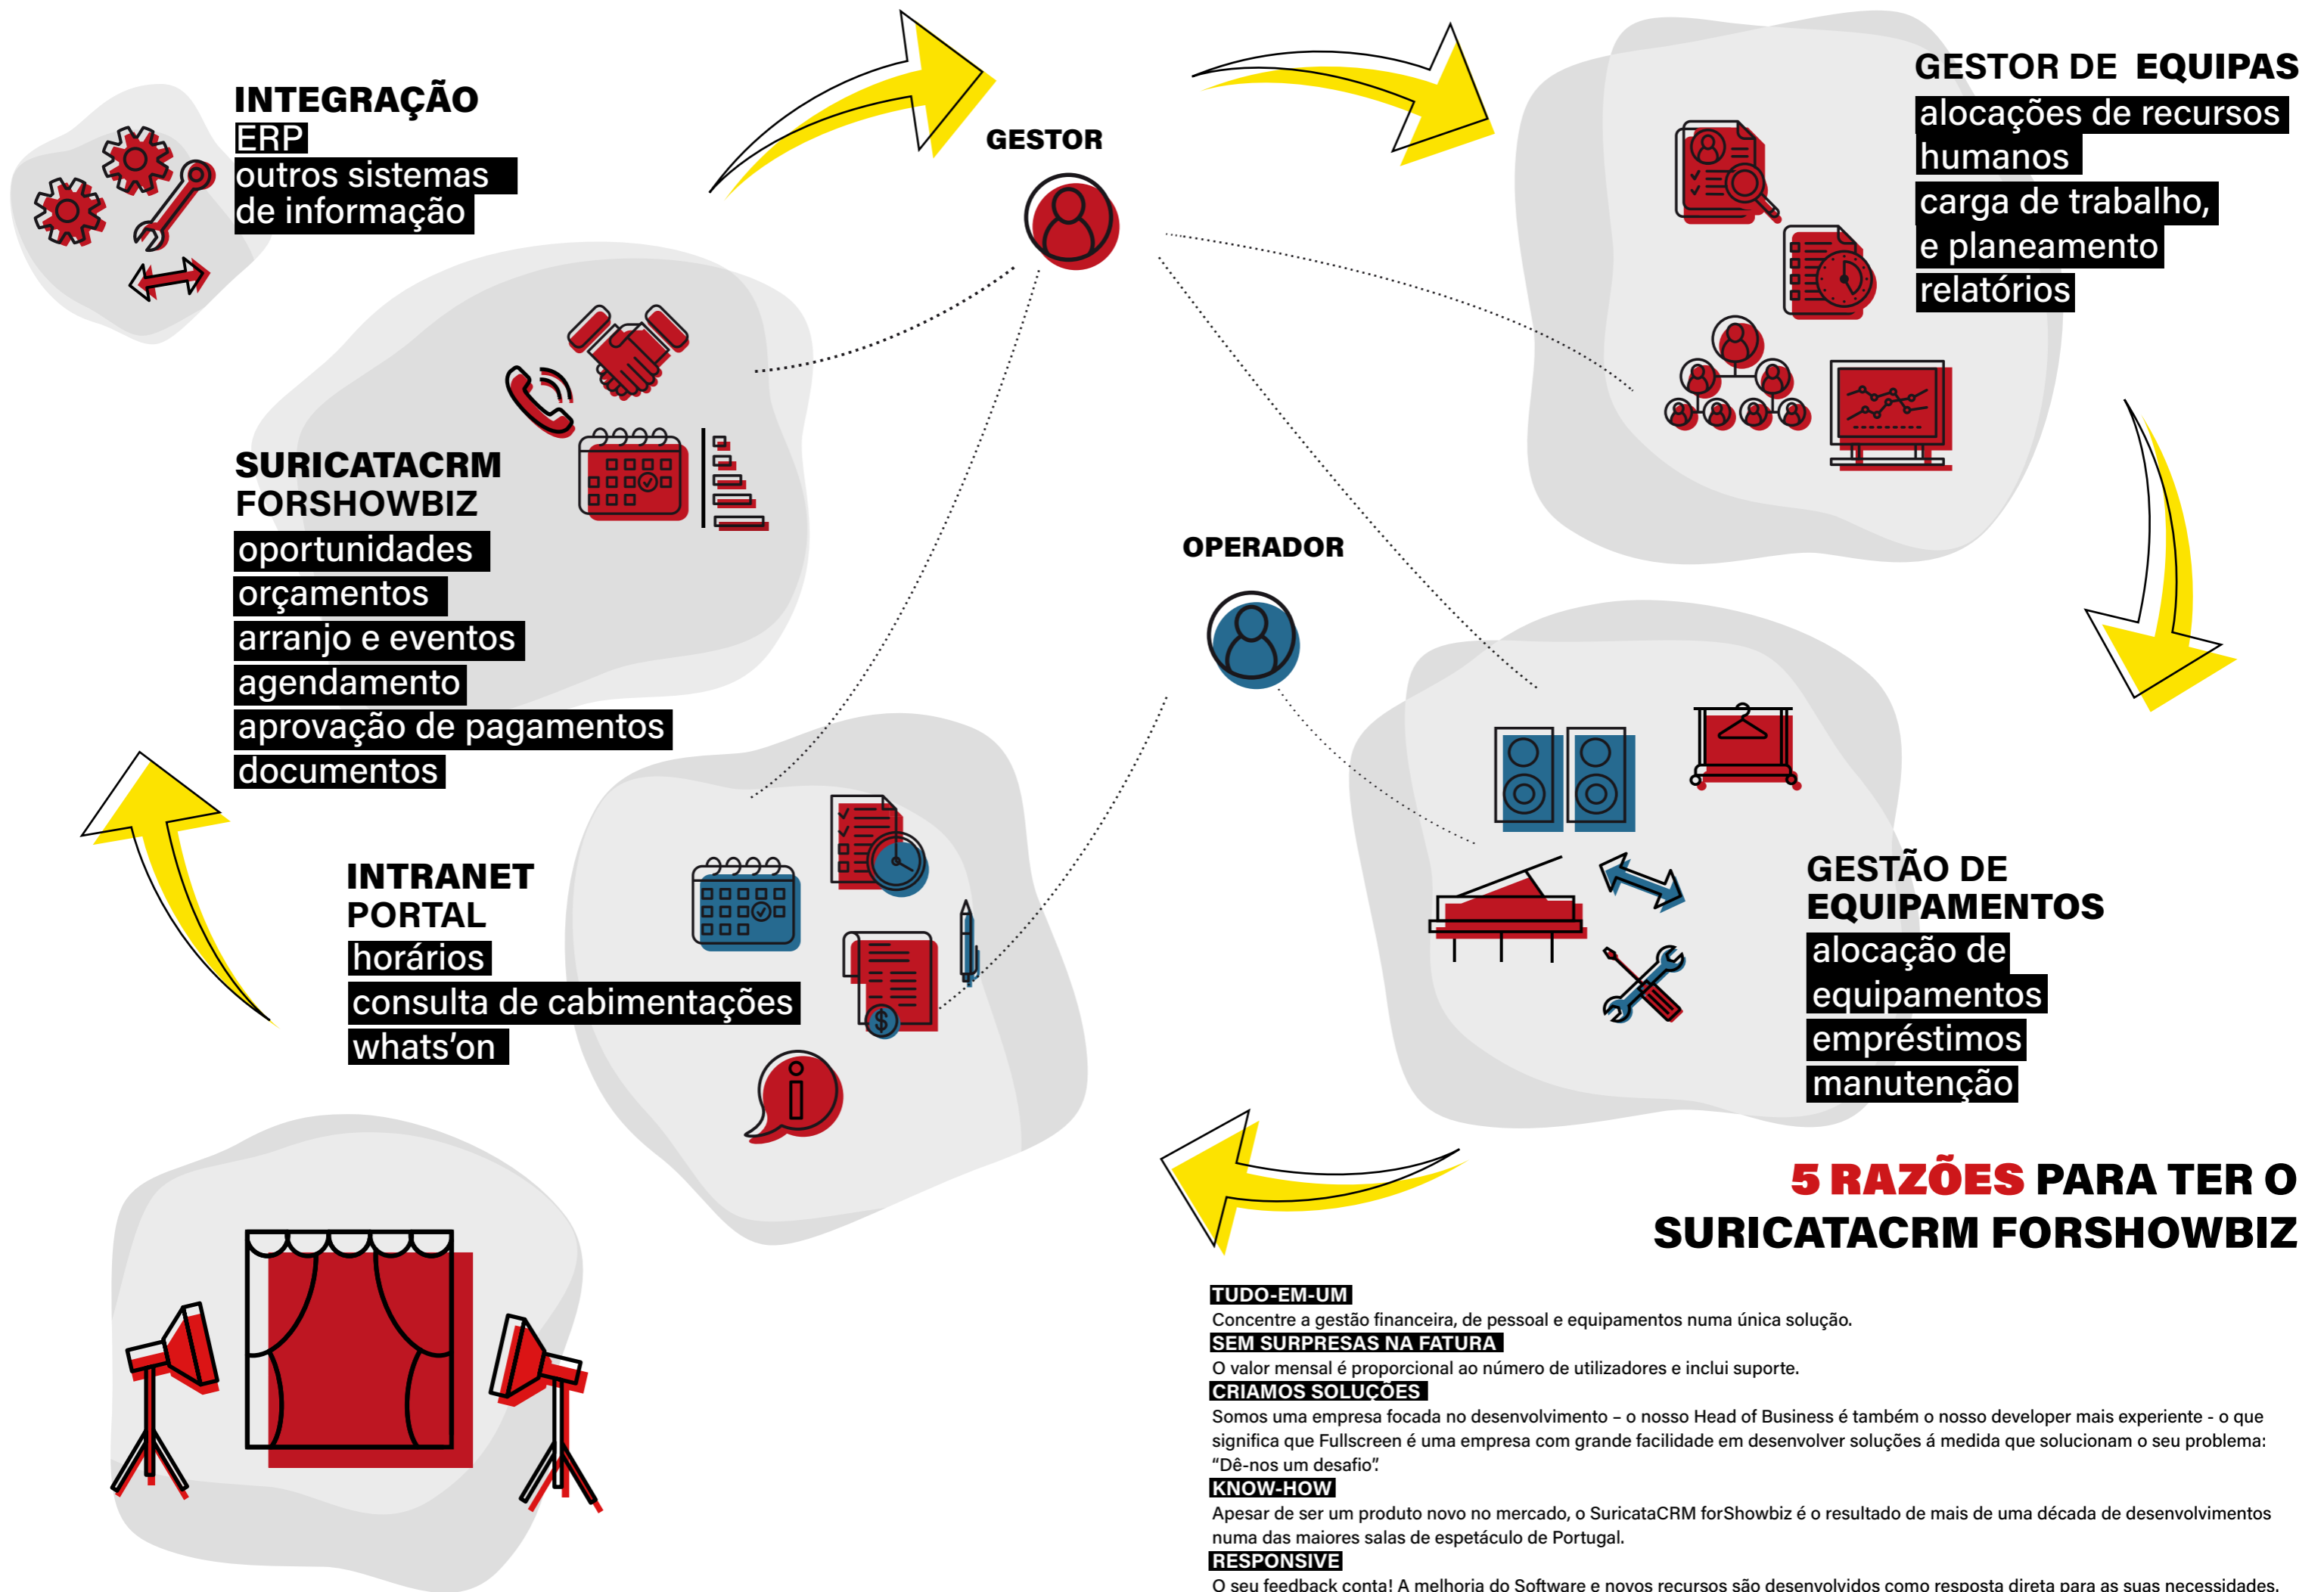 INTEGRAÇÃO
ERP
outros sistemas
de informação
GESTOR
GESTOR DE EQUIPAS
alocações de recursos
humanos
carga de trabalho,
e planeamento
relatórios
SURICATACRM
FORSHOWBIZ
oportunidades
orçamentos
arranjo e eventos
agendamento
aprovação de pagamentos
documentos
OPERADOR
INTRANET
PORTAL
horários
consulta de cabimentações
whats’on
$
i
GESTÃO DE
EQUIPAMENTOS
alocação de
equipamentos
empréstimos
manutenção
5 RAZÕES PARA TER O
SURICATACRM FORSHOWBIZ
TUDO-EM-UM
Concentre a gestão financeira, de pessoal e equipamentos numa única solução.
SEM SURPRESAS NA FATURA
O valor mensal é proporcional ao número de utilizadores e inclui suporte.
CRIAMOS SOLUÇÕES
Somos uma empresa focada no desenvolvimento – o nosso Head of Business é também o nosso developer mais experiente - o que
significa que Fullscreen é uma empresa com grande facilidade em desenvolver soluções á medida que solucionam o seu problema:
“Dê-nos um desafio”.
KNOW-HOW
Apesar de ser um produto novo no mercado, o SuricataCRM forShowbiz é o resultado de mais de uma década de desenvolvimentos
numa das maiores salas de espetáculo de Portugal.
RESPONSIVE
O seu feedback conta! A melhoria do Software e novos recursos são desenvolvidos como resposta direta para as suas necessidades.